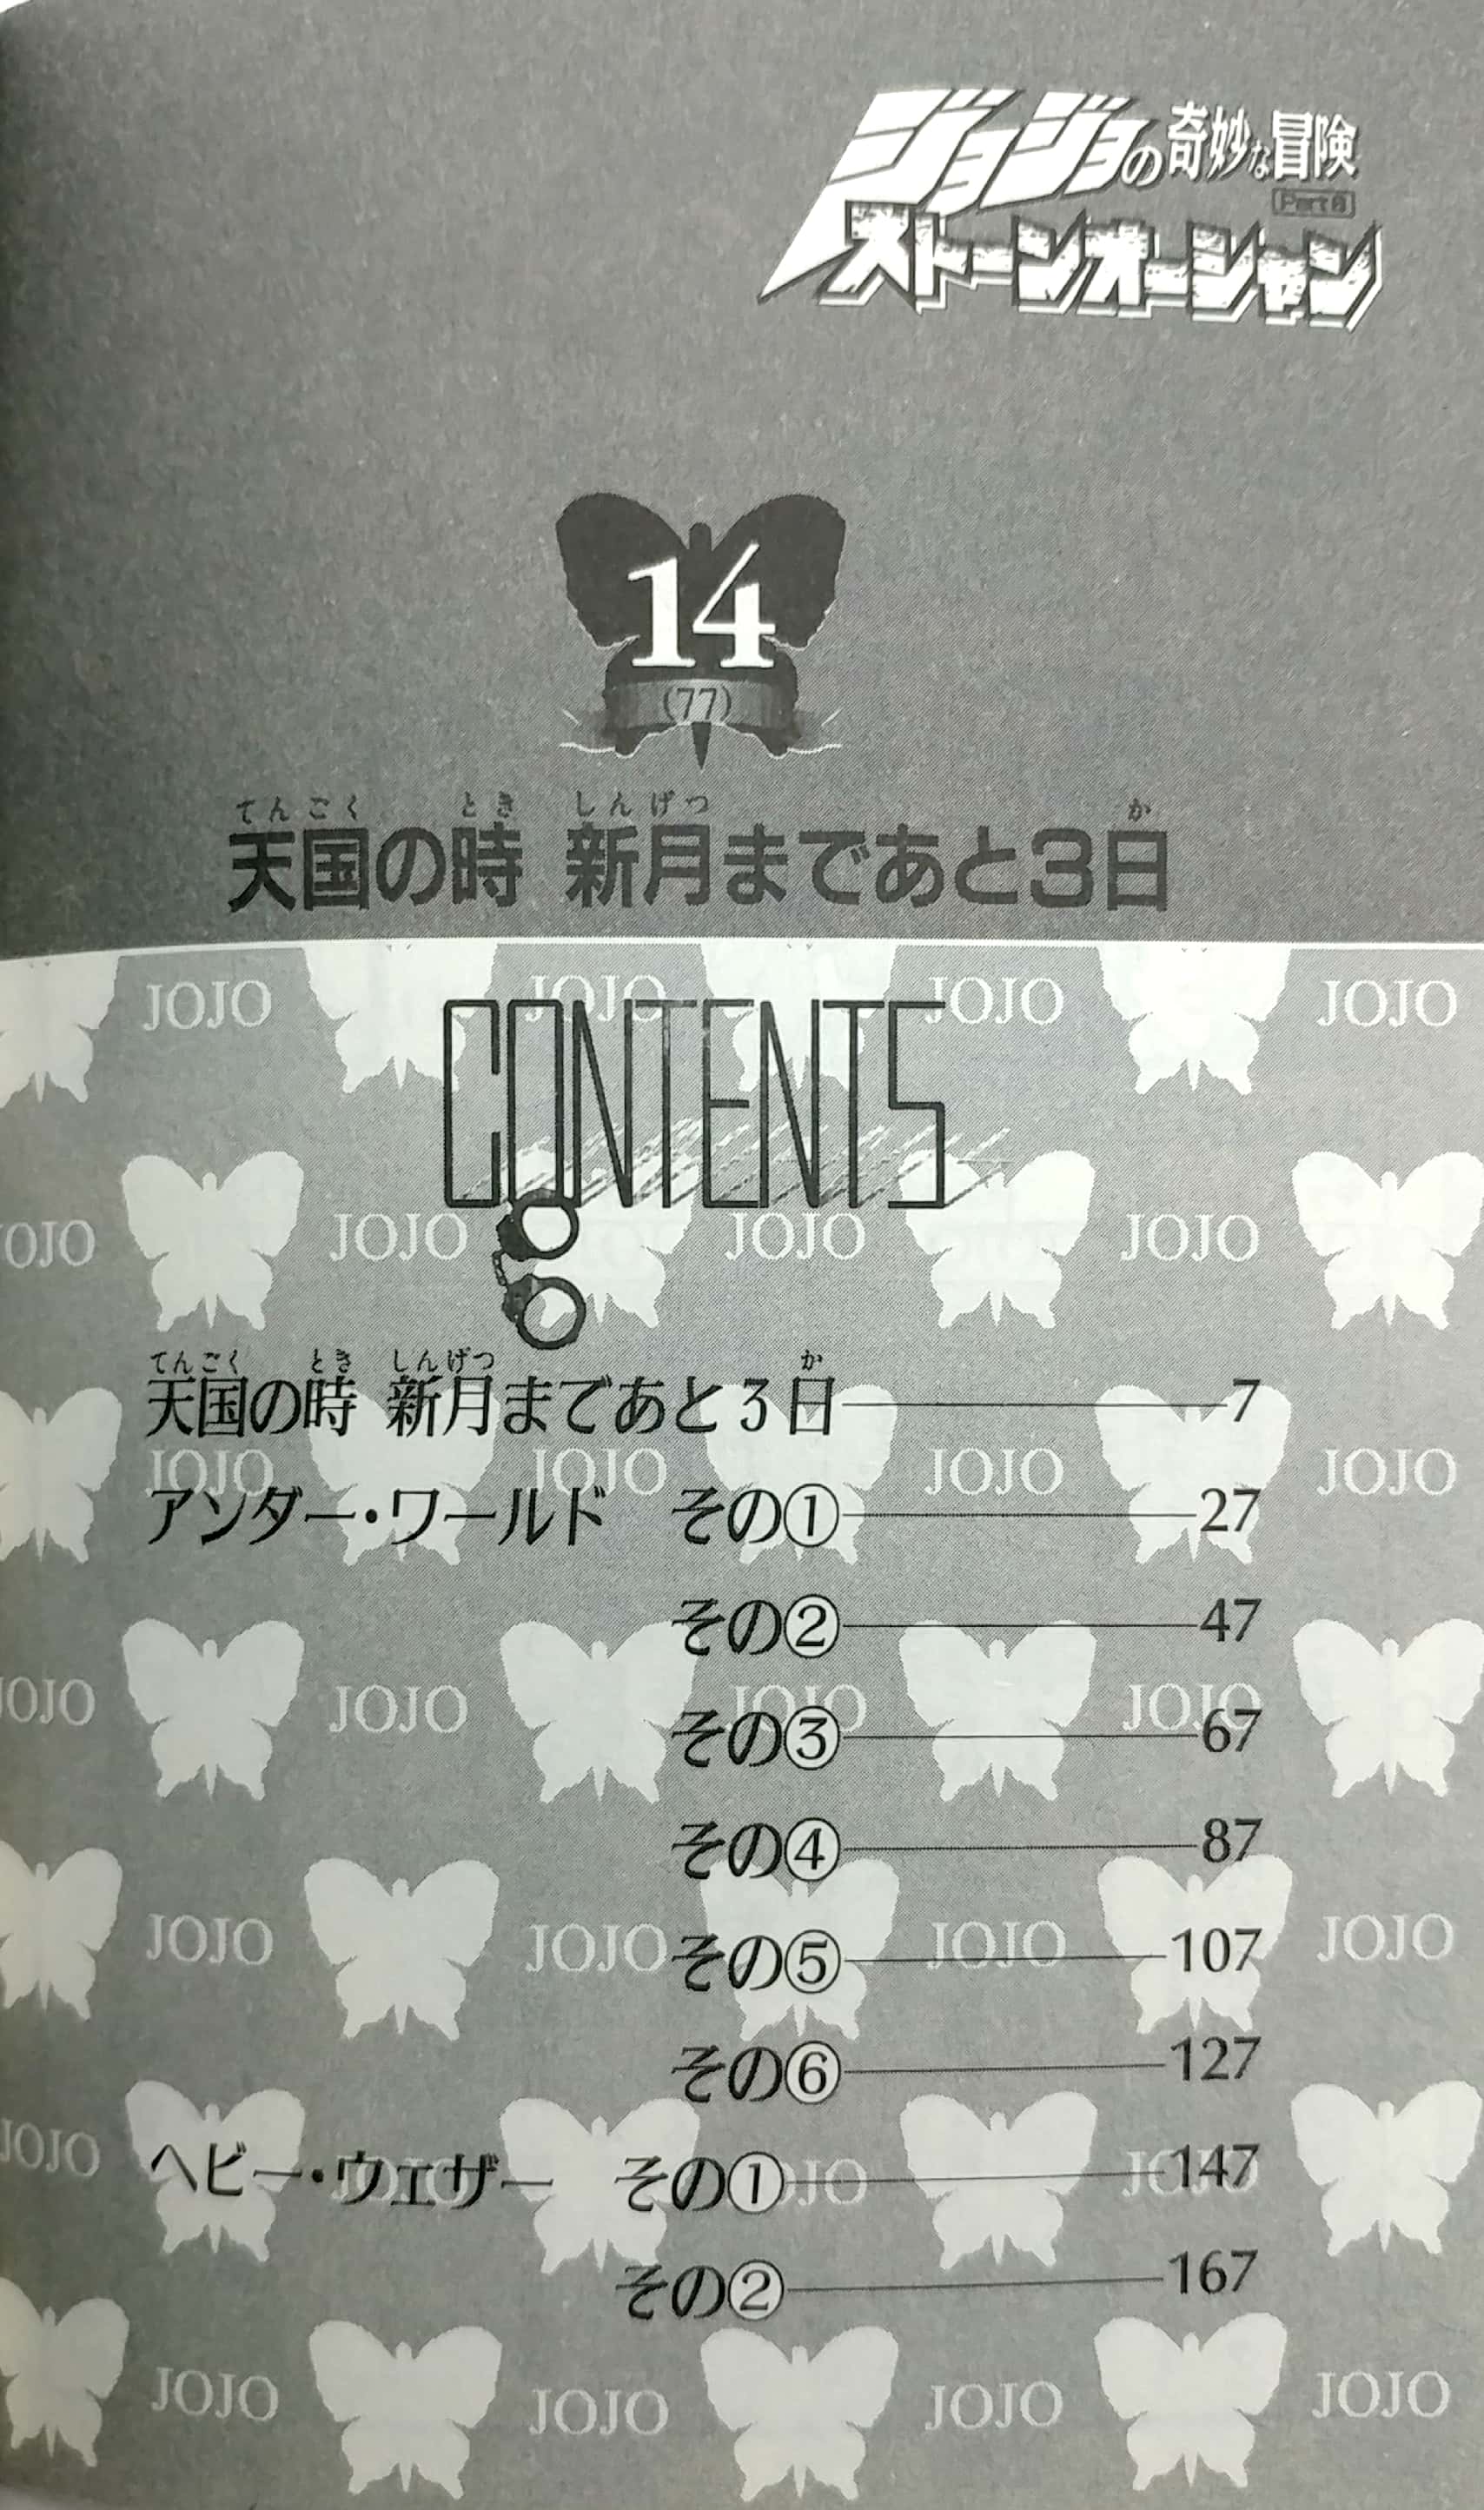 ジョジョの奇妙な冒険
Part6
ストーンオーシャン
14
(77)
てんごく とき しんげつ か
天国の時 新月まであと3日
CONTENTS
てんごく とき しんげつ か
天国の時 新月まであと3日 7
アンダー・ワールド その① 27
その② 47
その③ 67
その④ 87
その⑤ 107
その⑥ 127
ヘビー・ウェザー その① 147
その② 167
JOJO